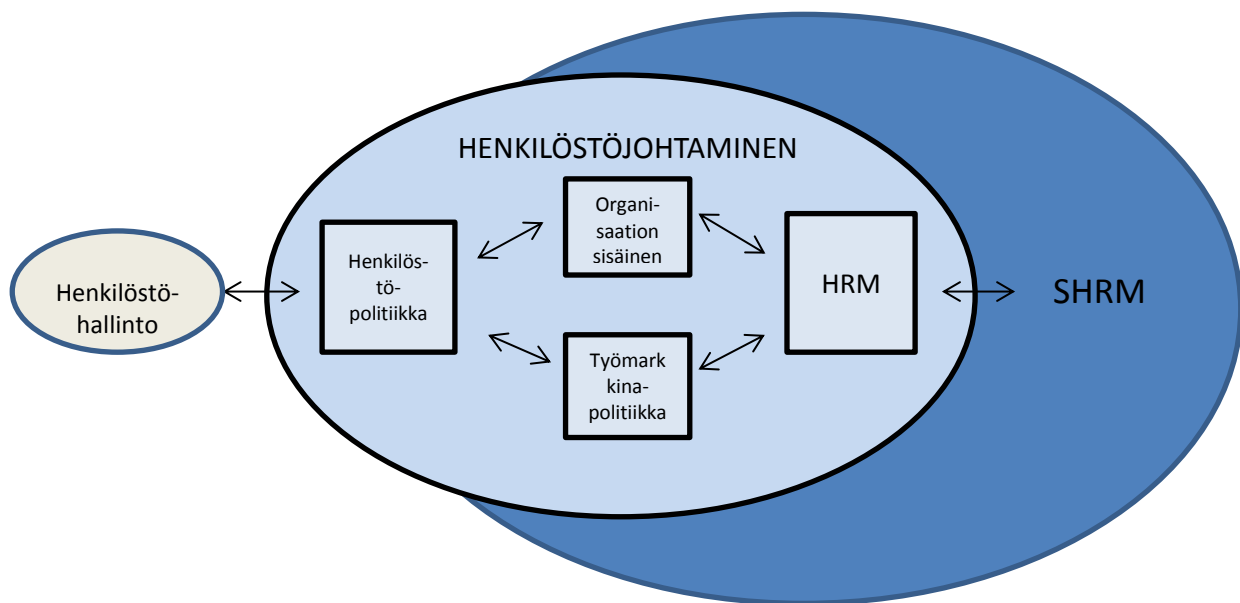 HENKILÖSTÖJOHTAMINEN
Henkilöstö-
hallinto
Henkilös-
tö-
politiikka
Organi-
saation
sisäinen
Työmark
kina-
politiikka
HRM
SHRM